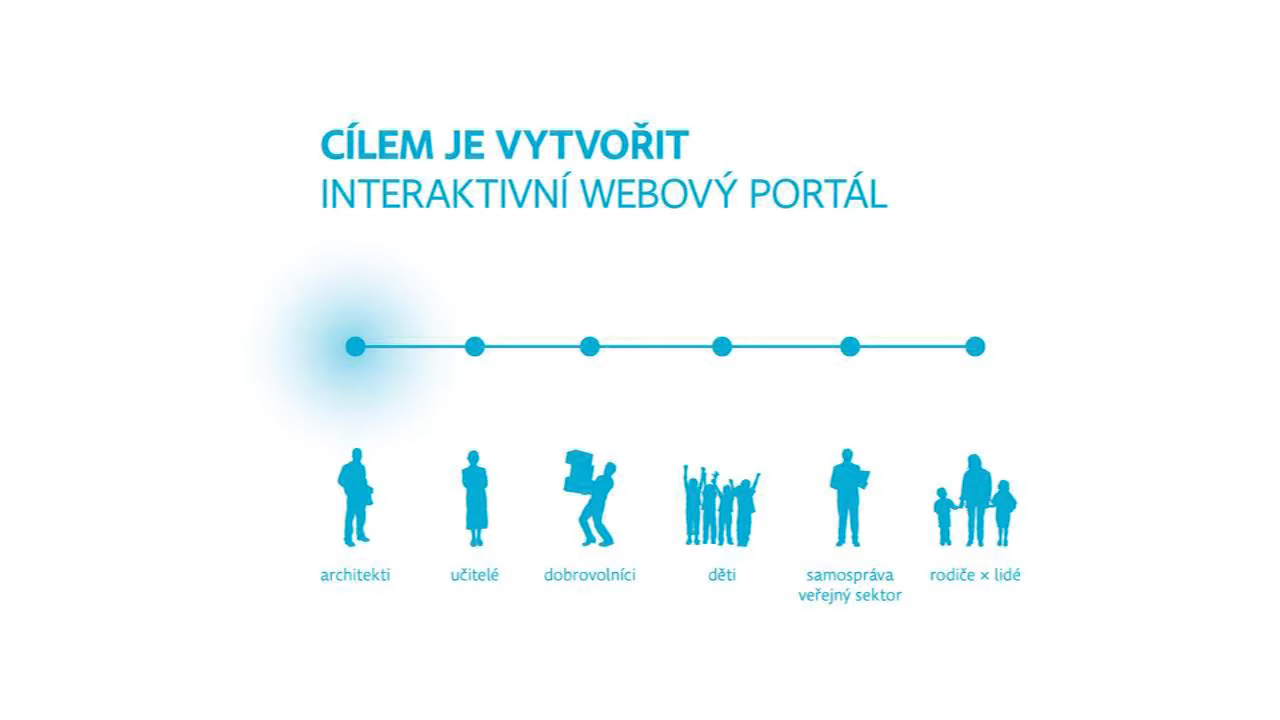 CÍLEM JE VYTVOŘIT
INTERAKTIVNÍ WEBOVÝ PORTÁL
architekti
učitelé
dobrovolníci
děti
samospráva
veřejný sektor
rodiče × lidé